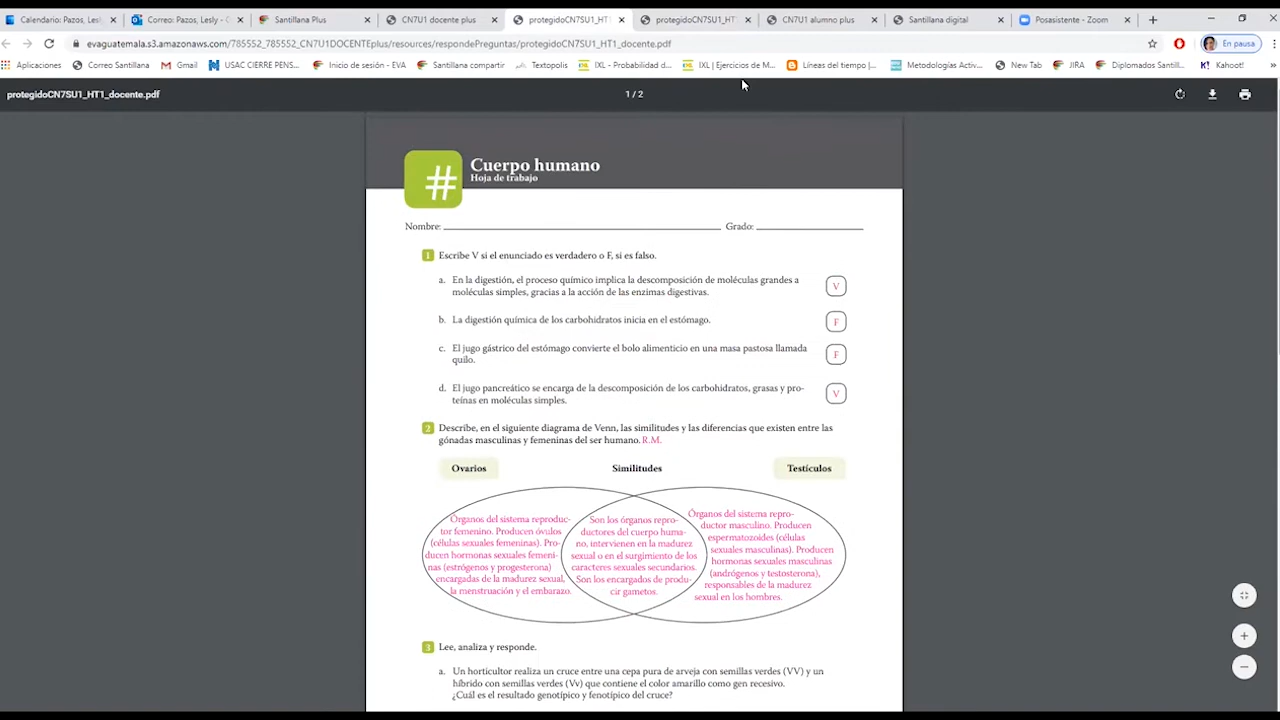 Calendario: Pazos, Lesly -
Correo: Pazos, Lesly - O
Santillana Plus
CN7U1 docente plus
protegidoCN7SU1_HT1
protegidoCN7SU1_HT1
CN7U1 alumno plus
Santillana digital
Posasistente - Zoom
evaguatemala.s3.amazonaws.com/785552_785552_CN7U1DOCENTEplus/resources/respondePreguntas/protegidoCN7SU1_HT1_docente.pdf
En pausa
Aplicaciones
Correo Santillana
Gmail
USAC CIERRE PENS...
Inicio de sesión - EVA
Santillana compartir
Textopolis
IXL - Probabilidad d...
IXL | Ejercicios de M...
Líneas del tiempo |...
Metodologías Activ...
New Tab
JIRA
Diplomados Santill...
Kahoot!
»
protegidoCN7SU1_HT1_docente.pdf
1 / 2
#
Cuerpo humano
Hoja de trabajo
Nombre: Grado:
1 Escribe V si el enunciado es verdadero o F, si es falso.
a. En la digestión, el proceso químico implica la descomposición de moléculas grandes a
moléculas simples, gracias a la acción de las enzimas digestivas.
V
b. La digestión química de los carbohidratos inicia en el estómago.
F
c. El jugo gástrico del estómago convierte el bolo alimenticio en una masa pastosa llamada
quilo.
F
d. El jugo pancreático se encarga de la descomposición de los carbohidratos, grasas y pro-
teínas en moléculas simples.
V
2 Describe, en el siguiente diagrama de Venn, las similitudes y las diferencias que existen entre las
gónadas masculinas y femeninas del ser humano. R.M.
Ovarios
Similitudes
Testículos
Órganos del sistema reproduc-
tor femenino. Producen óvulos
(células sexuales femeninas). Pro-
ducen hormonas sexuales femeni-
nas (estrógenos y progesterona)
encargadas de la madurez sexual,
la menstruación y el embarazo.
Son los órganos repro-
ductores del cuerpo huma-
no, intervienen en la madurez
sexual o en el surgimiento de los
caracteres sexuales secundarios.
Son los encargados de produ-
cir gametos.
Órganos del sistema repro-
ductor masculino. Producen
espermatozoides (células
sexuales masculinas). Producen
hormonas sexuales masculinas
(andrógenos y testosterona),
responsables de la madurez
sexual en los hombres.
3 Lee, analiza y responde.
a. Un horticultor realiza un cruce entre una cepa pura de arveja con semillas verdes (VV) y un
híbrido con semillas verdes (Vv) que contiene el color amarillo como gen recesivo.
¿Cuál es el resultado genotípico y fenotípico del cruce?